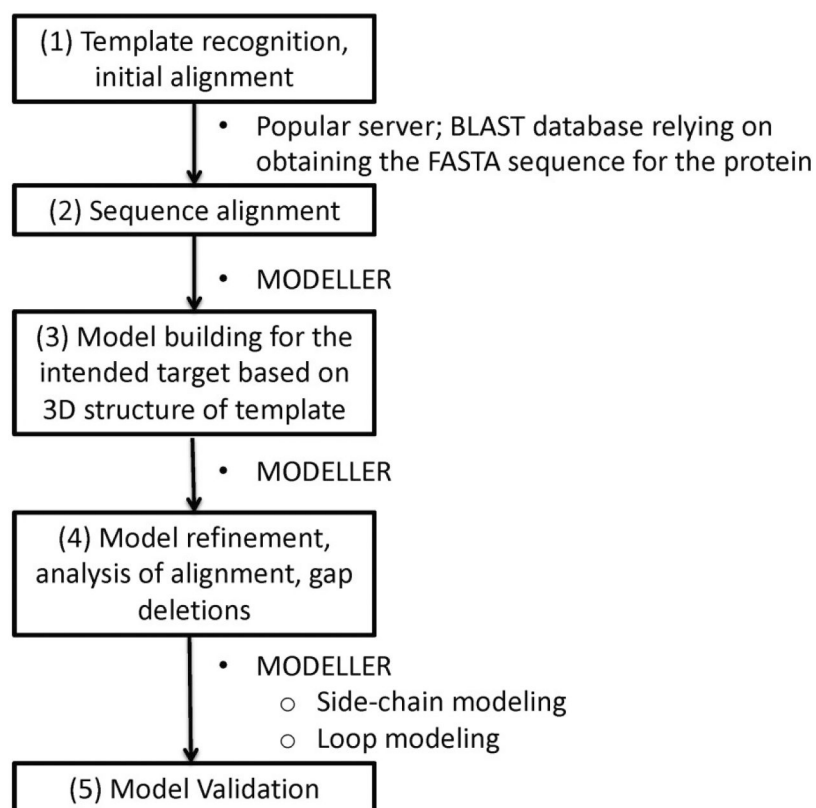 (1) Template recognition,
initial alignment
• Popular server; BLAST database relying on
obtaining the FASTA sequence for the protein
(2) Sequence alignment
• MODELLER
(3) Model building for the
intended target based on
3D structure of template
• MODELLER
(4) Model refinement,
analysis of alignment, gap
deletions
• MODELLER
o Side-chain modeling
o Loop modeling
(5) Model Validation